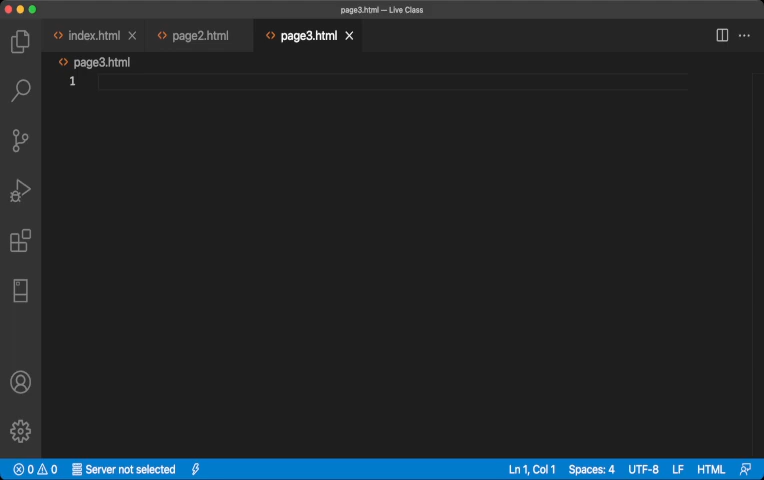 page3.html — Live Class
index.html page2.html page3.html
page3.html
1
0 0 Server not selected Ln 1, Col 1 Spaces: 4 UTF-8 LF HTML